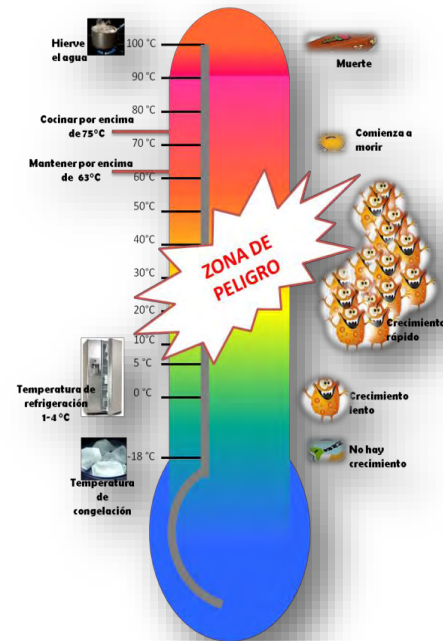 Hierve
el agua
100 °C
Muerte
90 °C
80 °C
Cocinar por encima
de 75°C
70 °C
Comienza a
morir
Mantener por encima
de 63°C
60 °C
50 °C
40 °C
ZONA DE
PELIGRO
30 °C
20 °C
Crecimiento
rápido
10 °C
5 °C
Temperatura de
refrigeración
1-4 °C
0 °C
Crecimiento
lento
No hay
crecimiento
-18 °C
Temperatura
de
congelación